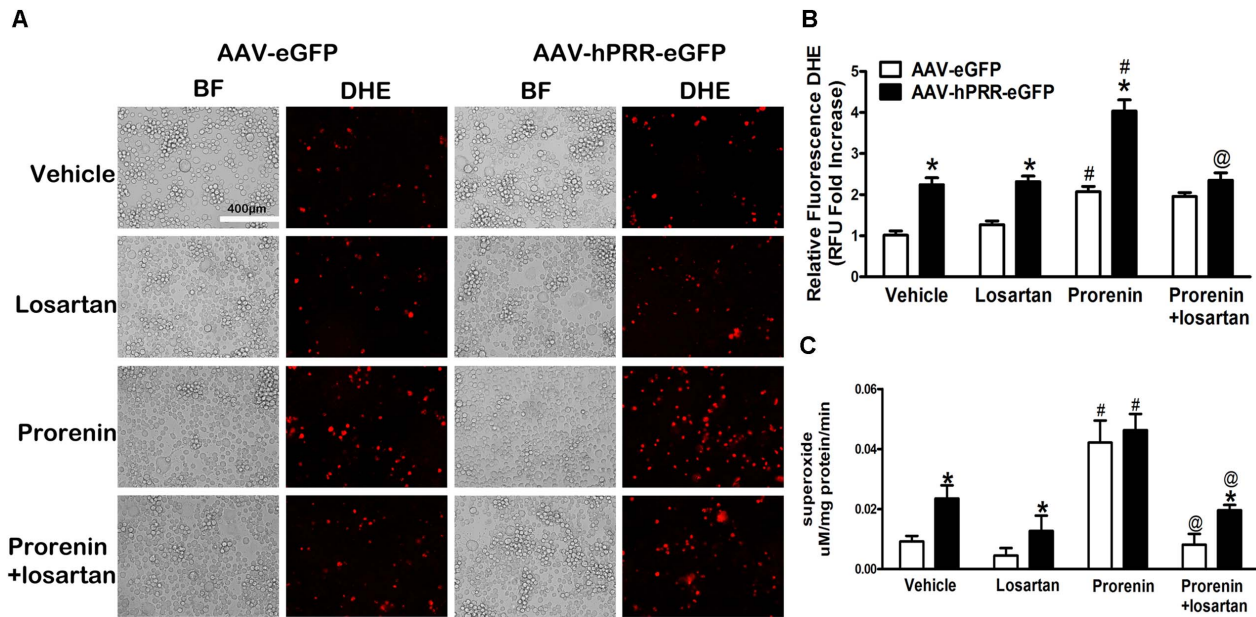 A
AAV-eGFP
AAV-hPRR-eGFP
BF
DHE
BF
DHE
Vehicle
400μm
Losartan
Prorenin
Prorenin
+losartan
B
Relative Fluorescence DHE
(RFU Fold Increase)
5
4
3
2
1
0
AAV-eGFP
AAV-hPRR-eGFP
*
*
#
#
*
@
Vehicle
Losartan
Prorenin
Prorenin
+losartan
C
superoxide
uM/mg protein/min
0.06
0.04
0.02
0.00
*
*
#
#
@
@
*
Vehicle
Losartan
Prorenin
Prorenin
+losartan